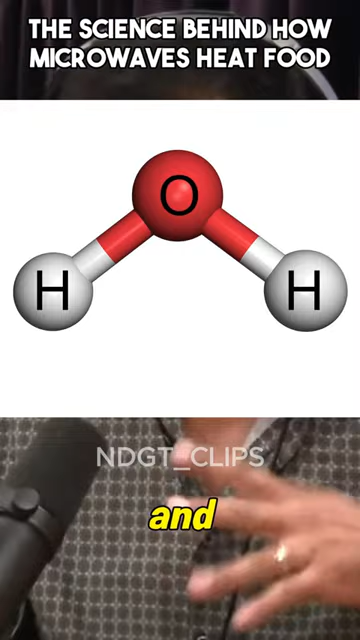 THE SCIENCE BEHIND HOW
MICROWAVES HEAT FOOD
O
H H
NDGT_CLIPS
and